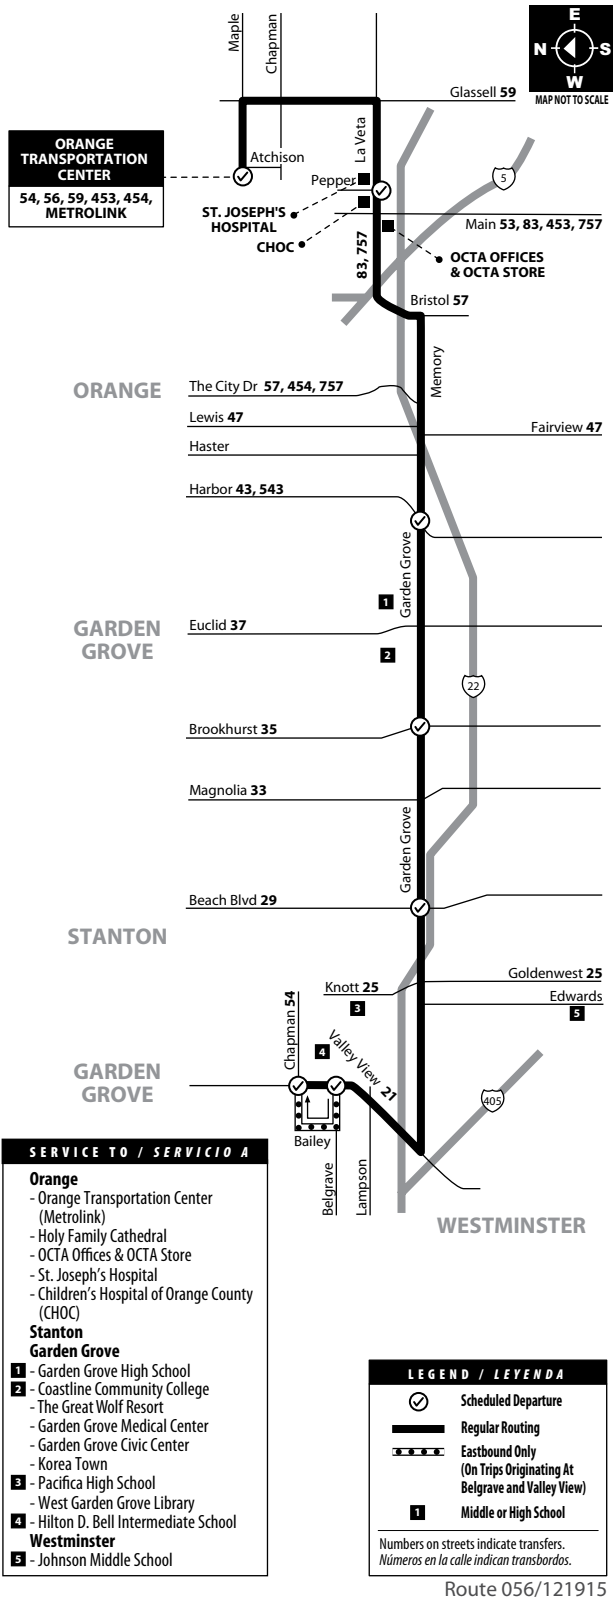 E
N S
W
MAP NOT TO SCALE
Maple
Chapman
Glassell 59
ORANGE
TRANSPORTATION
CENTER
54, 56, 59, 453, 454,
METROLINK
Atchison
La Veta
Pepper
5
ST. JOSEPH'S
HOSPITAL
CHOC
Main 53, 83, 453, 757
83, 757
OCTA OFFICES
& OCTA STORE
Bristol 57
Memory
ORANGE
The City Dr 57, 454, 757
Lewis 47
Fairview 47
Haster
Harbor 43, 543
Garden Grove
1
GARDEN
GROVE
Euclid 37
2
22
Brookhurst 35
Magnolia 33
Garden Grove
Beach Blvd 29
STANTON
Goldenwest 25
Knott 25
Edwards
3
5
Chapman 54
4
Valley View 21
GARDEN
GROVE
405
Bailey
Belgrave
Lampson
WESTMINSTER
SERVICE TO / SERVICIO A
Orange
- Orange Transportation Center
(Metrolink)
- Holy Family Cathedral
- OCTA Offices & OCTA Store
- St. Joseph's Hospital
- Children's Hospital of Orange County
(CHOC)
Stanton
Garden Grove
1 - Garden Grove High School
2 - Coastline Community College
- The Great Wolf Resort
- Garden Grove Medical Center
- Garden Grove Civic Center
- Korea Town
3 - Pacifica High School
- West Garden Grove Library
4 - Hilton D. Bell Intermediate School
Westminster
5 - Johnson Middle School
LEGEND / LEYENDA
Scheduled Departure
Regular Routing
Eastbound Only
(On Trips Originating At
Belgrave and Valley View)
1 Middle or High School
Numbers on streets indicate transfers.
Números en la calle indican transbordos.
Route 056/121915